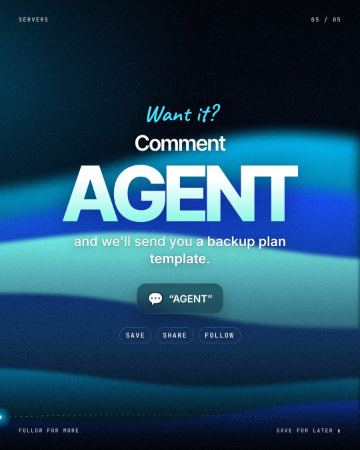 SERVERS
05 / 05
Want it?
Comment
AGENT
and we'll send you a backup plan
template.
💬 “AGENT”
SAVE
SHARE
FOLLOW
FOLLOW FOR MORE
SAVE FOR LATER